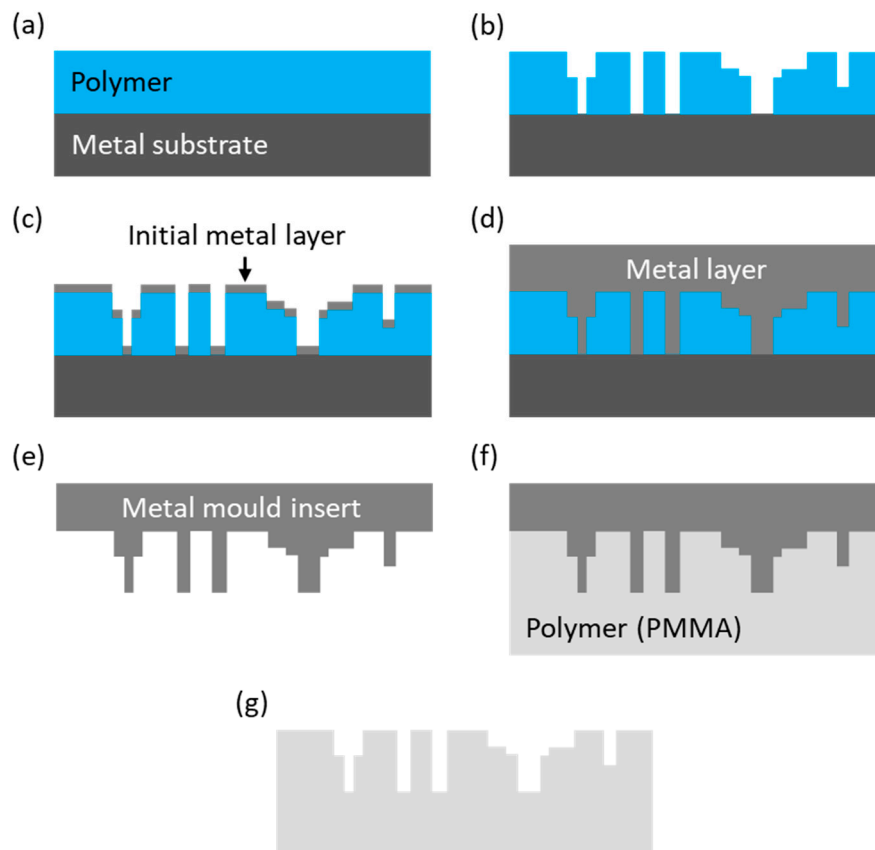 (a)
Polymer
Metal substrate
(b)
(c)
Initial metal layer
(d)
Metal layer
(e)
Metal mould insert
(f)
Polymer (PMMA)
(g)